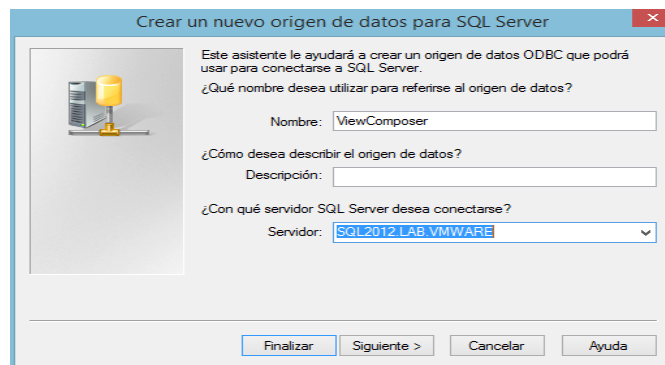 Crear un nuevo origen de datos para SQL Server
Este asistente le ayudará a crear un origen de datos ODBC que podrá
usar para conectarse a SQL Server.
¿Qué nombre desea utilizar para referirse al origen de datos?
Nombre: ViewComposer
¿Cómo desea describir el origen de datos?
Descripción:
¿Con qué servidor SQL Server desea conectarse?
Servidor: SQL2012.LAB.VMWARE
Finalizar Siguiente > Cancelar Ayuda